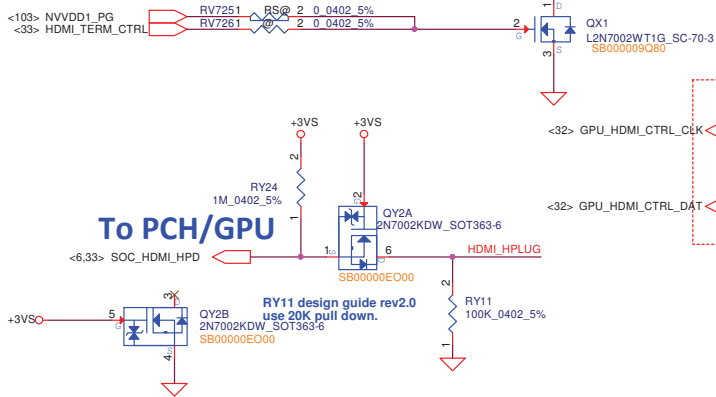 <103> NVVDD1_PG
RV7251 RS@ 2 0_0402_5%
<33> HDMI_TERM_CTRL
RV7261 @ 2 0_0402_5%
2
G
1
D
S
3
QX1
L2N7002WT1G_SC-70-3
SB000009Q80
+3VS
+3VS
<32> GPU_HDMI_CTRL_CLK
2
RY24
1M_0402_5%
1
2
G
QY2A
2N7002KDW_SOT363-6
<32> GPU_HDMI_CTRL_DAT
To PCH/GPU
<6,33> SOC_HDMI_HPD
1
S
6
D
HDMI_HPLUG
SB00000EO00
RY11 design guide rev2.0
use 20K pull down.
2
RY11
100K_0402_5%
1
3
D
+3VS
5
G
QY2B
2N7002KDW_SOT363-6
SB00000EO00
S
4